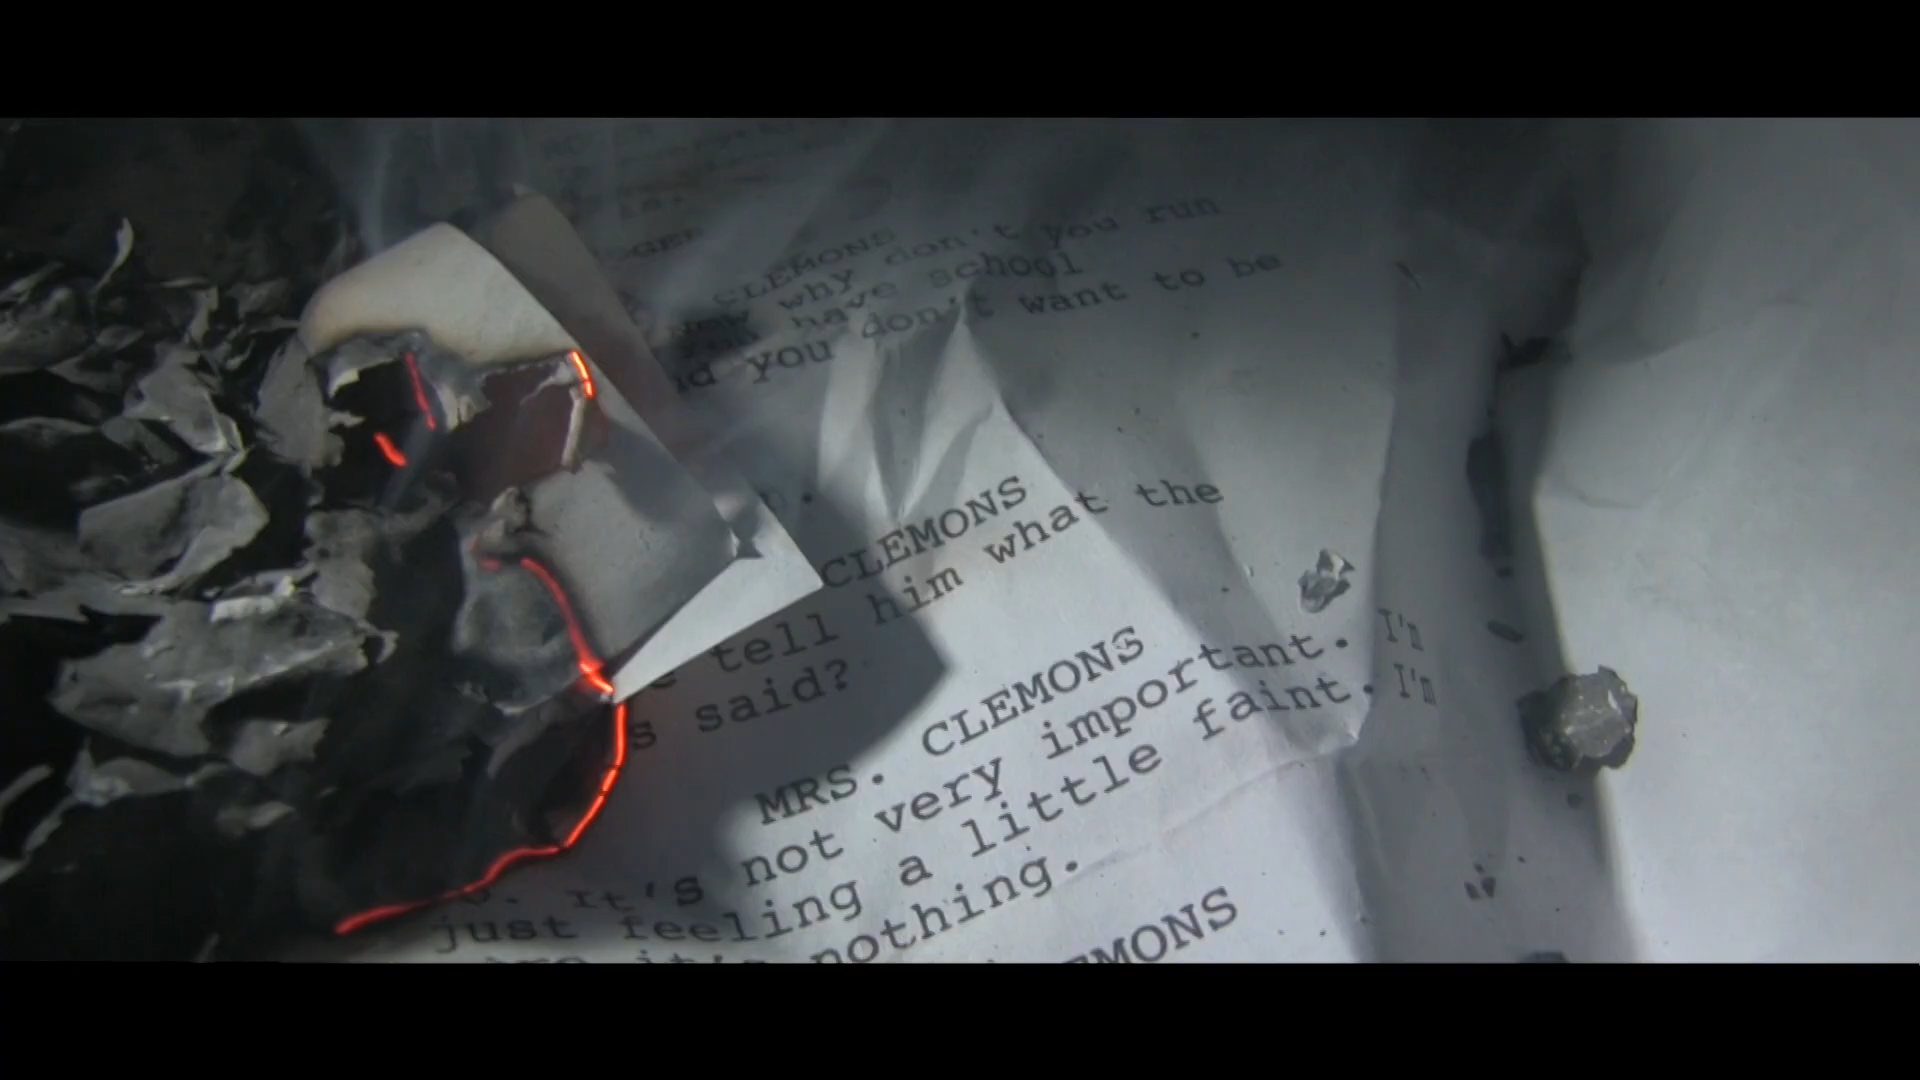 CLEMONS
why don't you run
have school
you don't want to be
CLEMONS
tell him what the
said?
MRS. CLEMONS
It's not very important. I'm
just feeling a little faint. I'm
it's nothing.